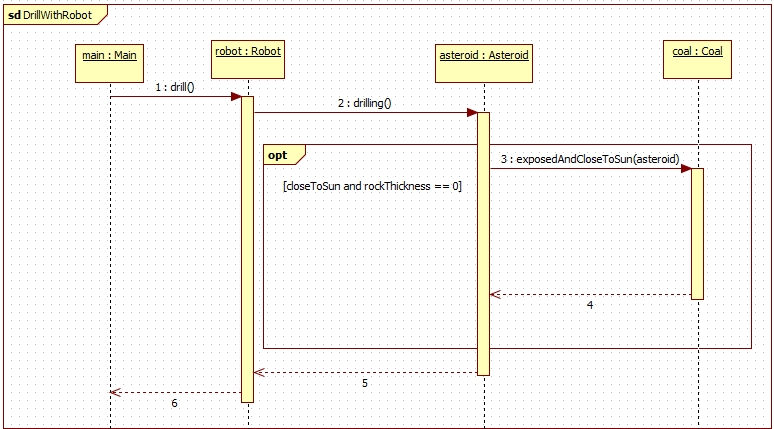 sd DrillWithRobot
main : Main
robot : Robot
asteroid : Asteroid
coal : Coal
1 : drill()
2 : drilling()
opt
3 : exposedAndCloseToSun(asteroid)
[closeToSun and rockThickness == 0]
4
5
6